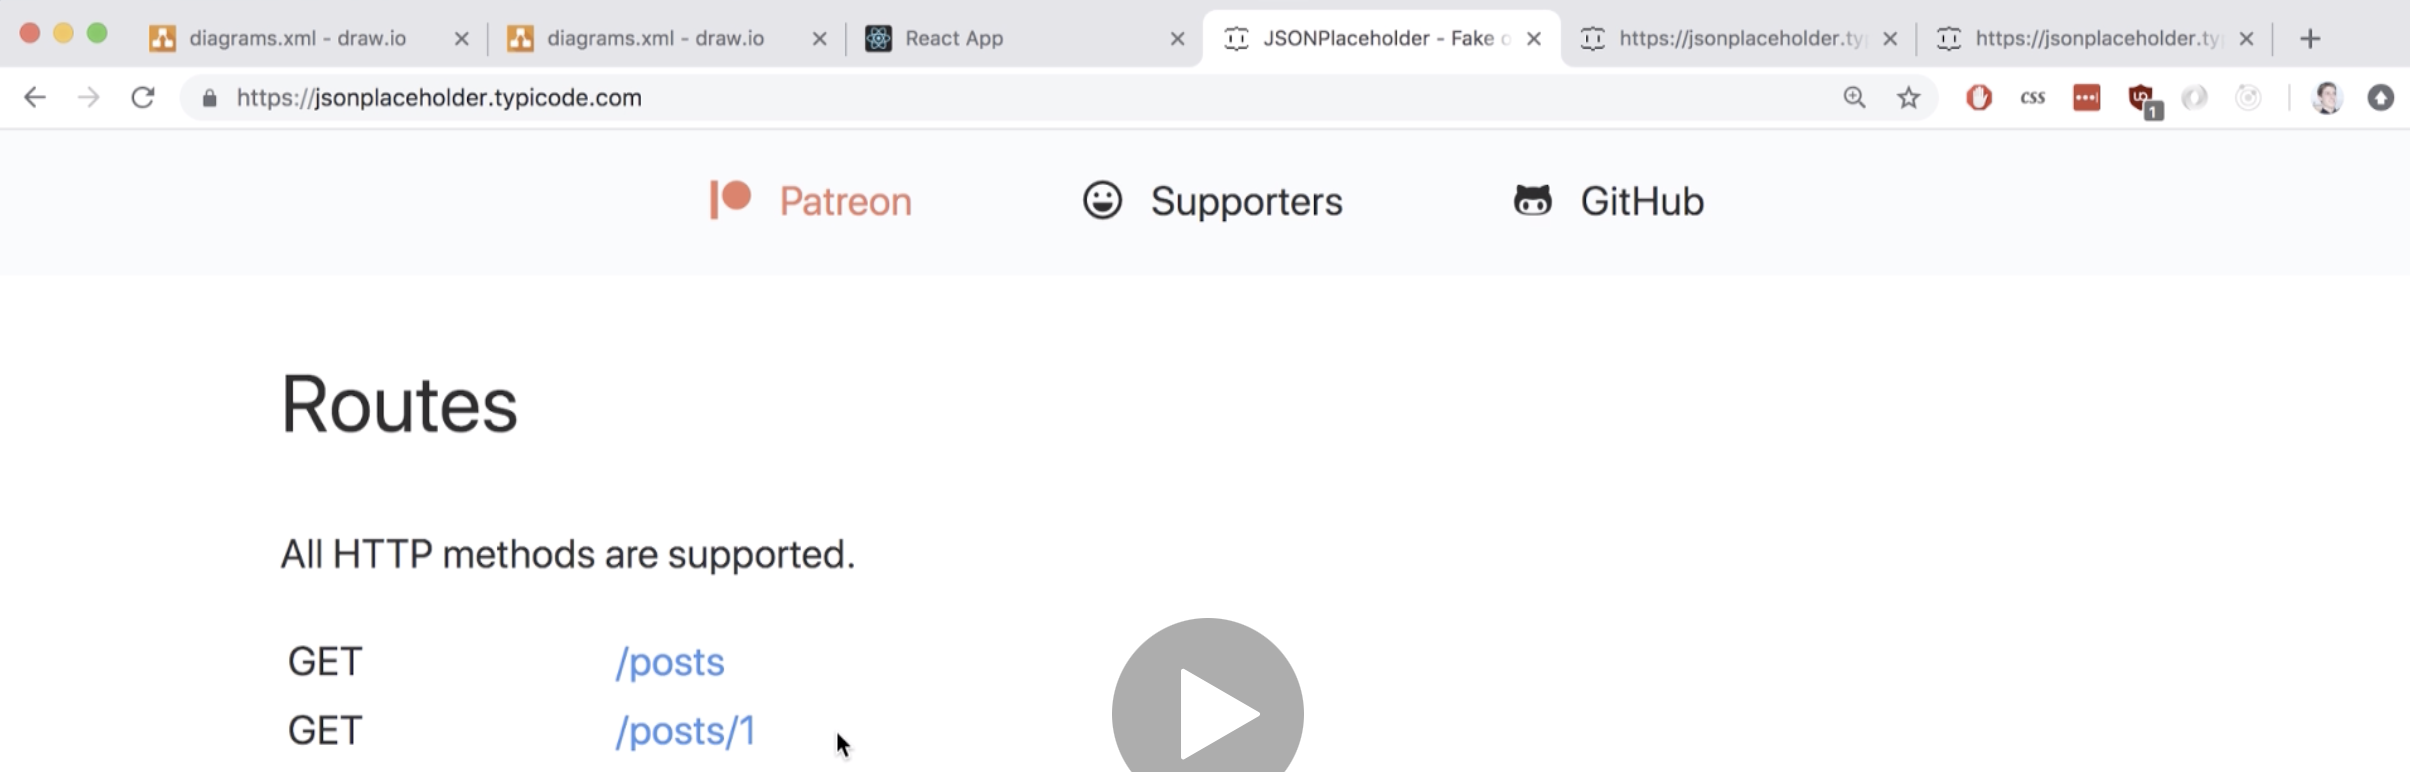 diagrams.xml - draw.io diagrams.xml - draw.io React App JSONPlaceholder - Fake o https://jsonplaceholder.ty https://jsonplaceholder.ty
https://jsonplaceholder.typicode.com css 1
Patreon Supporters GitHub
Routes
All HTTP methods are supported.
GET /posts
GET /posts/1